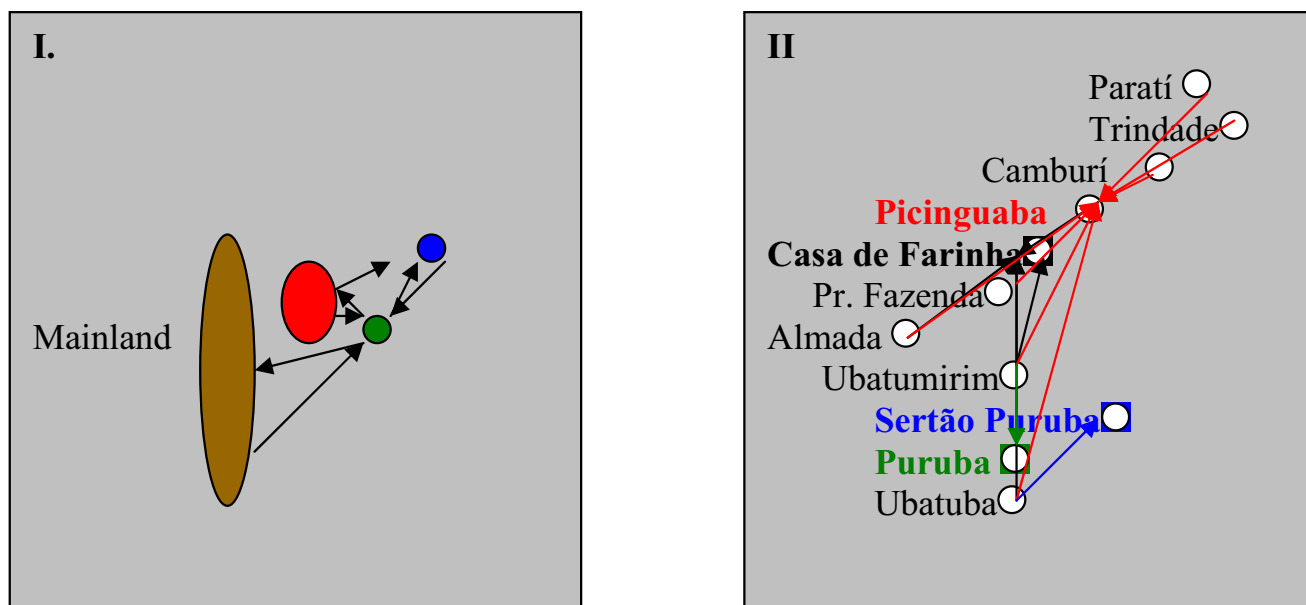 I.
Mainland
II
Paratí
Trindade
Camburí
Picinguaba
Casa de Farinha
Pr. Fazenda
Almada
Ubatumirim
Sertão Puruba
Puruba
Ubatuba